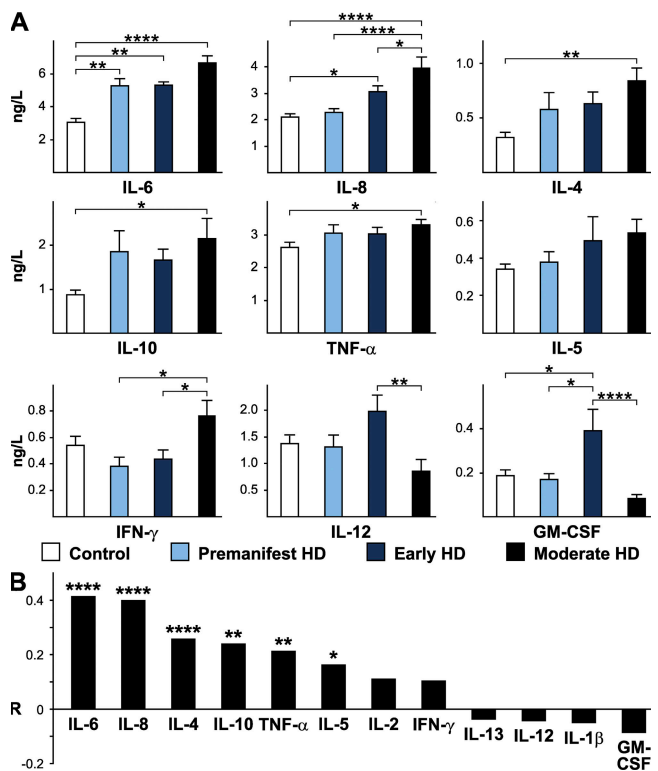 A
ng/L
6
4
2
**
**
****
IL-6
4
3
2
1
*
*
****
****
IL-8
1.0
0.5
**
IL-4
ng/L
2
1
*
IL-10
3
2
1
*
TNF-α
0.6
0.4
0.2
IL-5
ng/L
0.8
0.6
0.4
0.2
*
*
IFN-γ
2.0
1.5
1.0
0.5
**
IL-12
0.4
0.2
*
*
****
GM-CSF
Control
Premanifest HD
Early HD
Moderate HD
B
0.4
0.2
R 0
-0.2
**** **** **** ** ** *
IL-6 IL-8 IL-4 IL-10 TNF-α IL-5 IL-2 IFN-γ IL-13 IL-12 IL-1β GM-
CSF